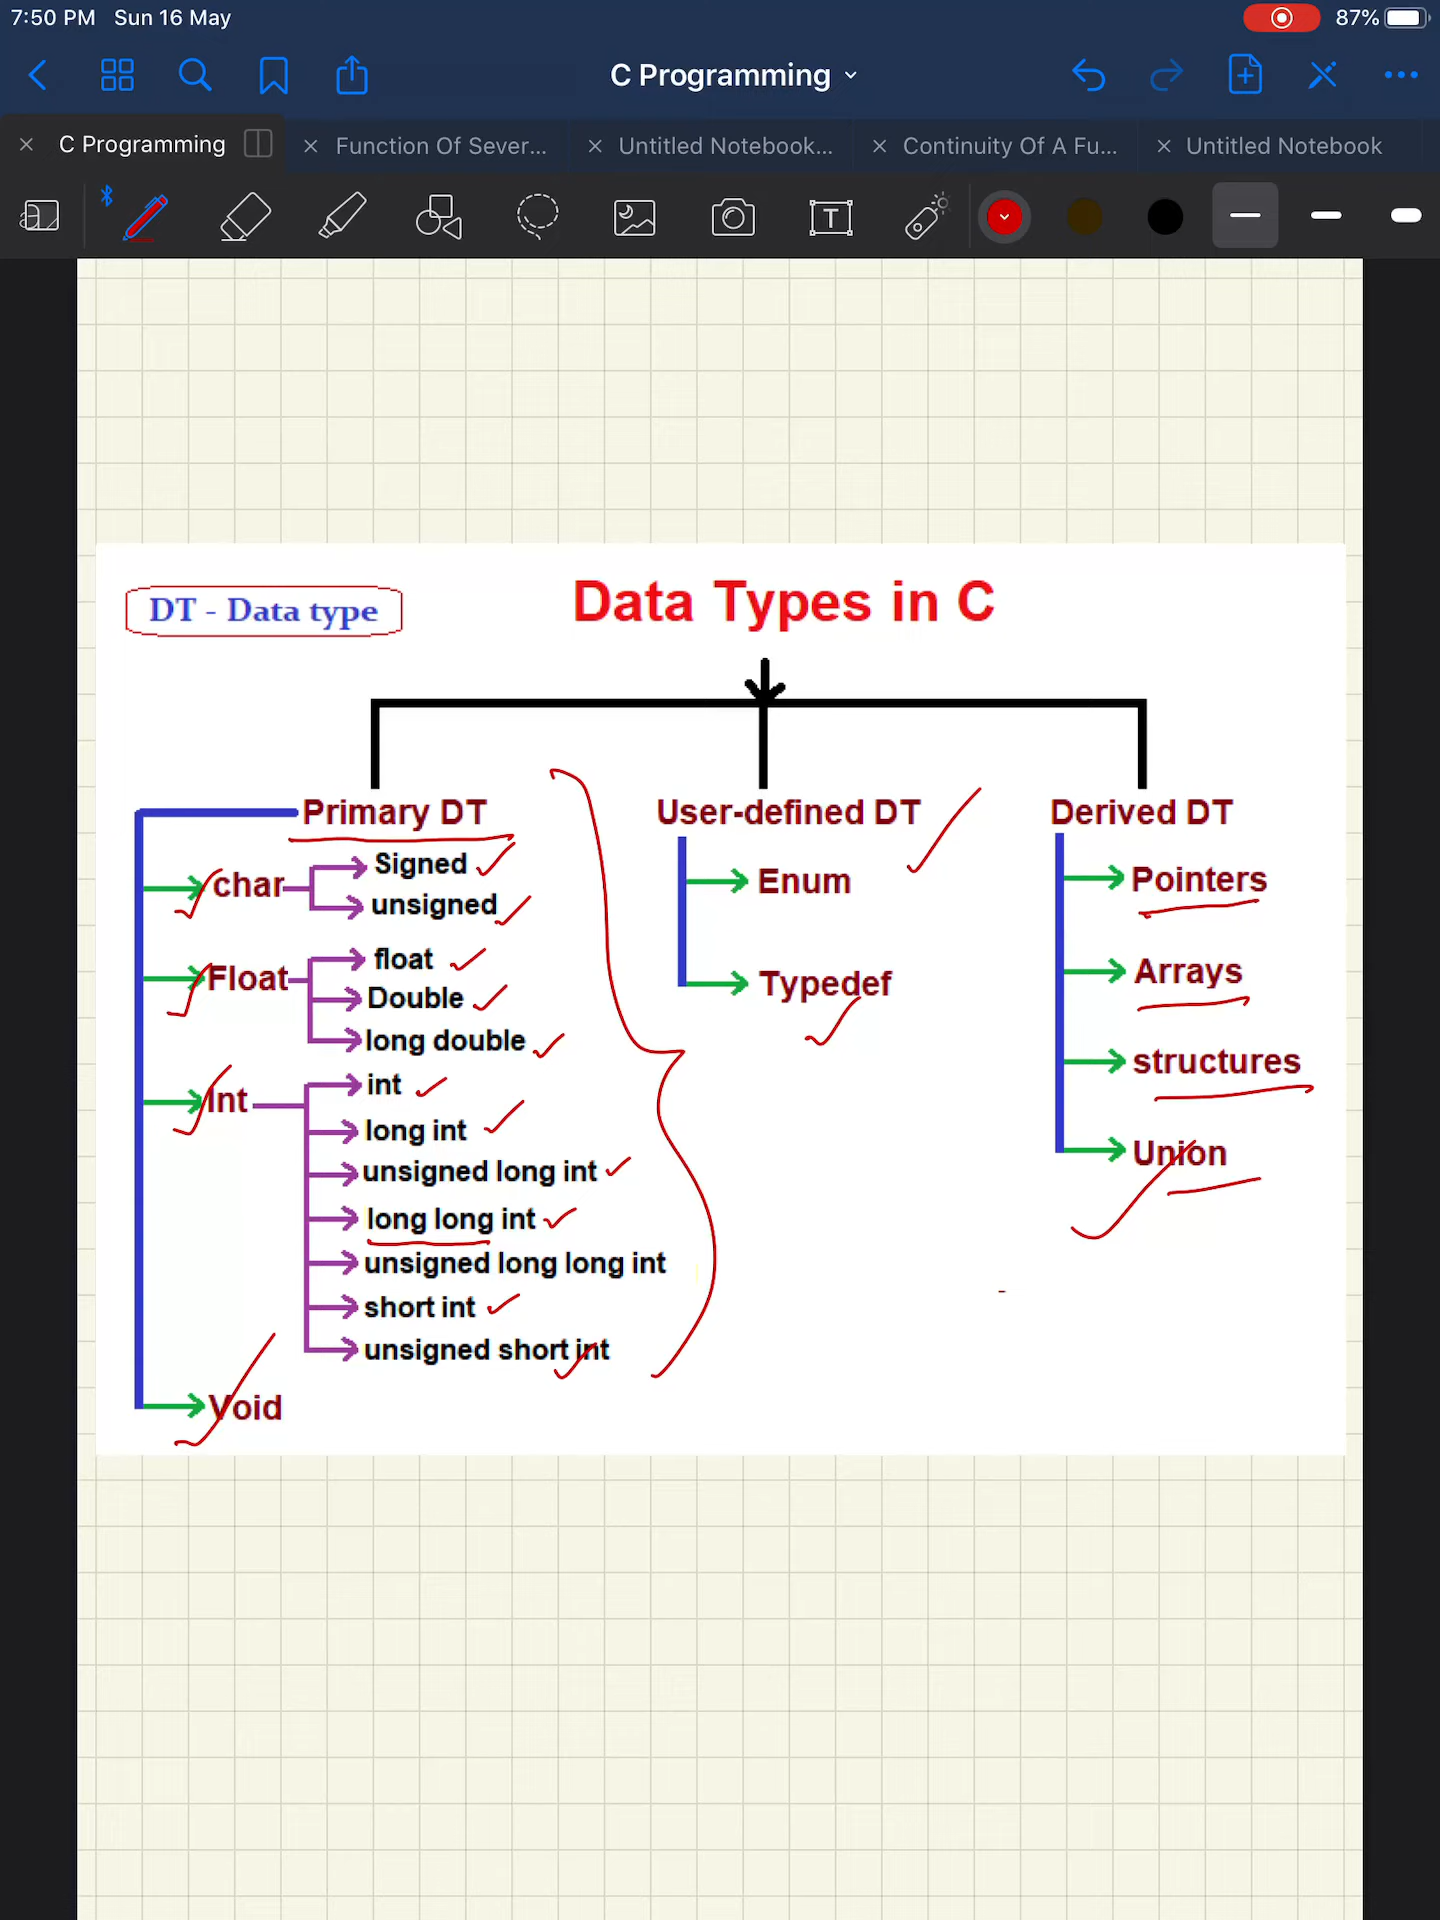 7:50 PM Sun 16 May
87%
C Programming
C Programming
Function Of Sever...
Untitled Notebook...
Continuity Of A Fu...
Untitled Notebook
DT - Data type
Data Types in C
Primary DT
char
Signed
unsigned
Float
float
Double
long double
Int
int
long int
unsigned long int
long long int
unsigned long long int
short int
unsigned short int
Void
User-defined DT
Enum
Typedef
Derived DT
Pointers
Arrays
structures
Union